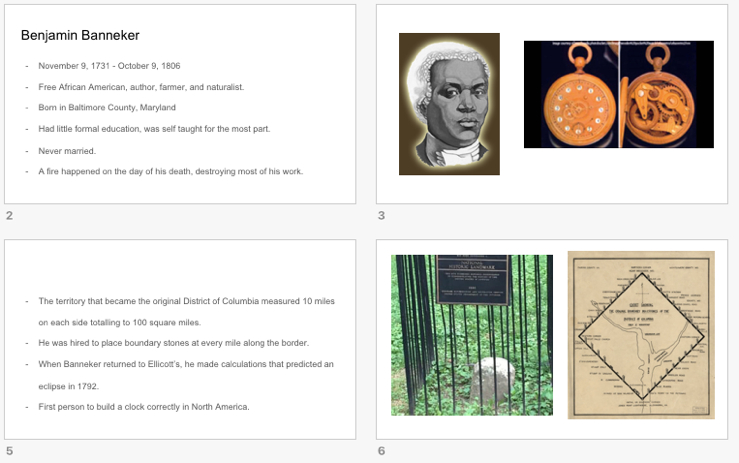 Benjamin Banneker
- November 9, 1731 - October 9, 1806
- Free African American, author, farmer, and naturalist.
- Born in Baltimore County, Maryland
- Had little formal education, was self taught for the most part.
- Never married.
- A fire happened on the day of his death, destroying most of his work.
2
3
- The territory that became the original District of Columbia measured 10 miles
on each side totalling to 100 square miles.
- He was hired to place boundary stones at every mile along the border.
- When Banneker returned to Ellicott's, he made calculations that predicted an
eclipse in 1792.
- First person to build a clock correctly in North America.
5
HISTORIC LANDMARK
DISTRICT OF COLUMBIA
6